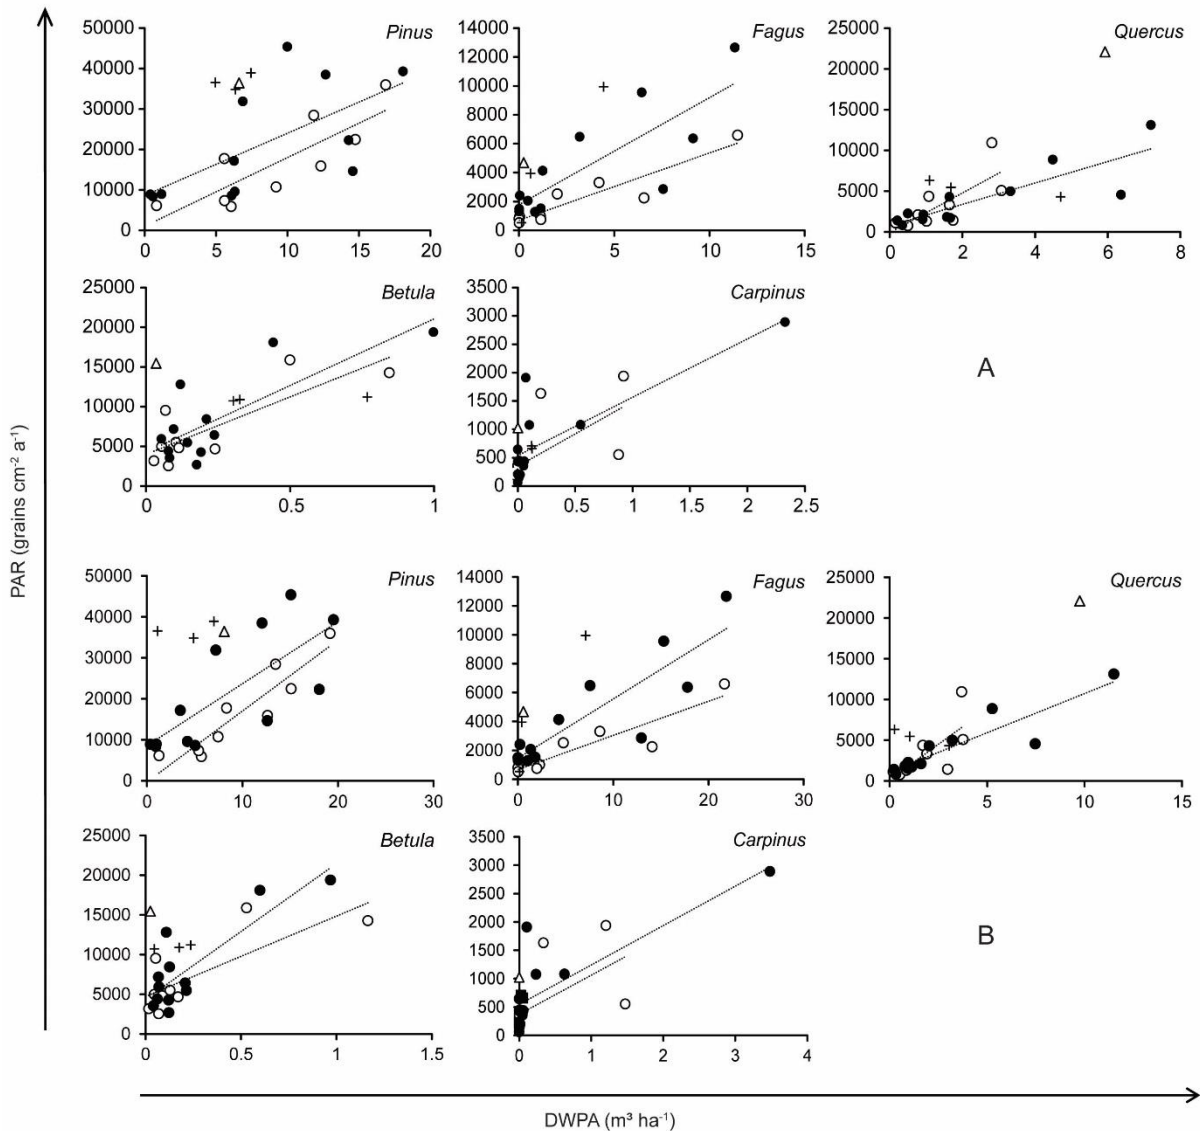 PAR (grains cm⁻² a⁻¹)
Pinus
50000
40000
30000
20000
10000
0
0 5 10 15 20
Fagus
14000
12000
10000
8000
6000
4000
2000
0
0 5 10 15
Quercus
25000
20000
15000
10000
5000
0
0 2 4 6 8
Betula
25000
20000
15000
10000
5000
0
0 0.5 1
Carpinus
3500
3000
2500
2000
1500
1000
500
0
0 0.5 1 1.5 2 2.5
A
Pinus
50000
40000
30000
20000
10000
0
0 10 20 30
Fagus
14000
12000
10000
8000
6000
4000
2000
0
0 10 20 30
Quercus
25000
20000
15000
10000
5000
0
0 5 10 15
Betula
25000
20000
15000
10000
5000
0
0 0.5 1 1.5
Carpinus
3500
3000
2500
2000
1500
1000
500
0
0 1 2 3 4
B
DWPA (m³ ha⁻¹)